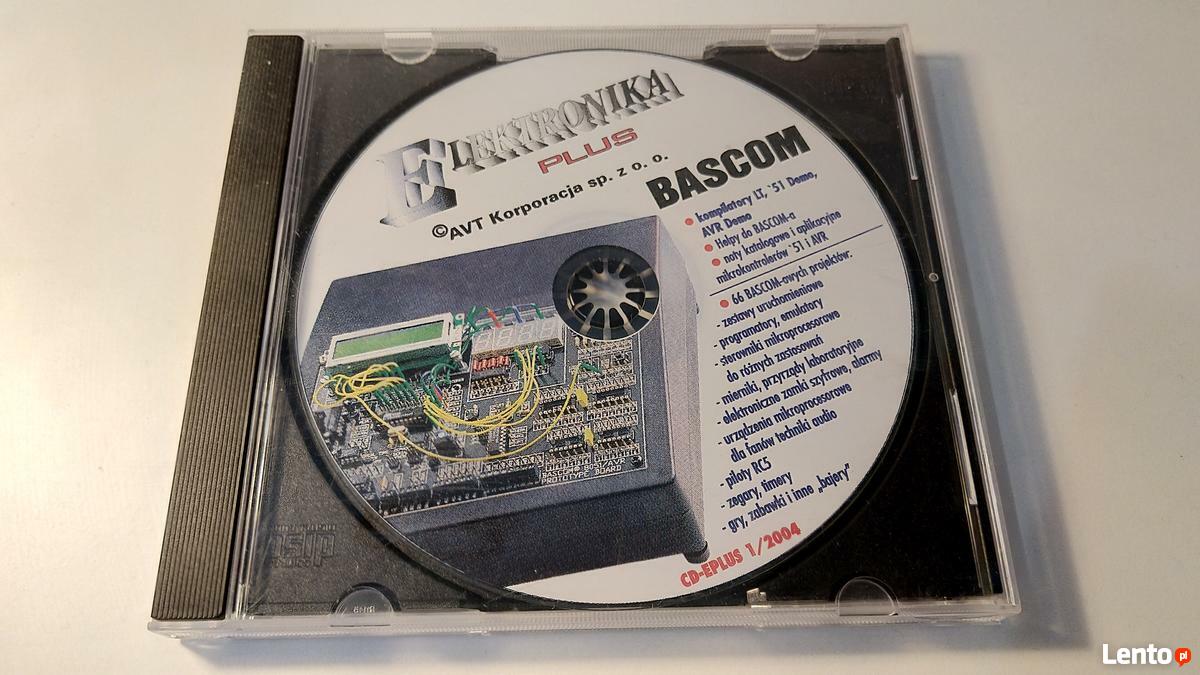 ELEKTRONIKA
PLUS
©AVT Korporacja sp. z o. o.
BASCOM
kompilatory LT, `51 Demo,
AVR Demo
Helpy do BASCOM-a
noty katalogowe i aplikacyjne
mikrokontrolerów `51 i AVR
66 BASCOM-owych projektów:
- zestawy uruchomieniowe
- programatory, emulatory
- sterowniki mikroprocesorowe
do różnych zastosowań
- mierniki, przyrządy laboratoryjne
- elektroniczne zamki szyfrowe, alarmy
- urządzenia mikroprocesorowe
dla fanów techniki audio
- piloty RC5
- zegary, timery
- gry, zabawki i inne „bajery"
CD-EPLUS 1/2004
PROTOTYPE BOARD
Lento pl